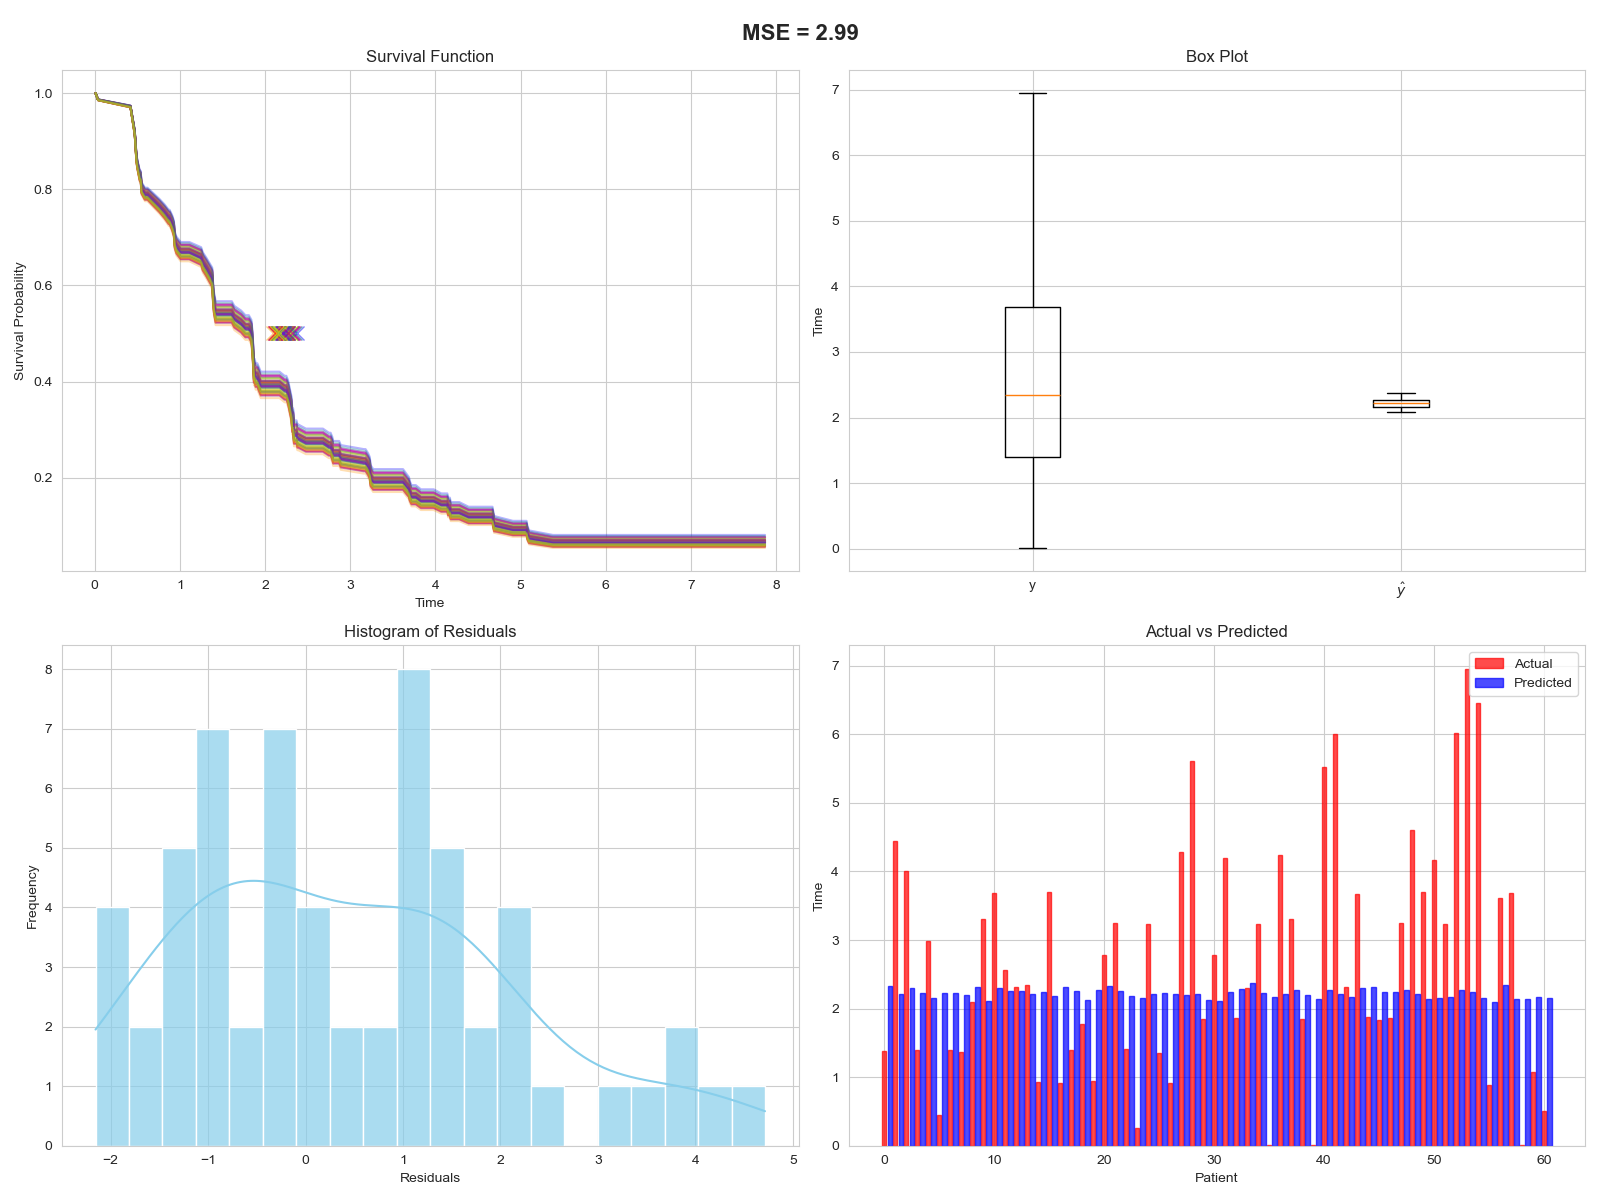 MSE = 2.99
Survival Function
1.0
0.8
0.6
0.4
0.2
Survival Probability
0 1 2 3 4 5 6 7 8
Time
Box Plot
7
6
5
4
3
2
1
0
Time
y ŷ
Histogram of Residuals
8
7
6
5
4
3
2
1
0
Frequency
−2 −1 0 1 2 3 4 5
Residuals
Actual vs Predicted
Actual
Predicted
7
6
5
4
3
2
1
0
Time
0 10 20 30 40 50 60
Patient